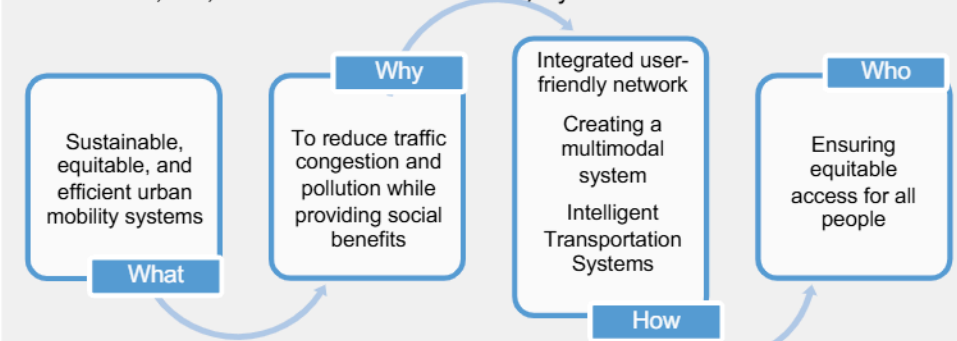 Sustainable,
equitable, and
efficient urban
mobility systems
What
Why
To reduce traffic
congestion and
pollution while
providing social
benefits
Integrated user-
friendly network
Creating a
multimodal
system
Intelligent
Transportation
Systems
How
Who
Ensuring
equitable
access for all
people